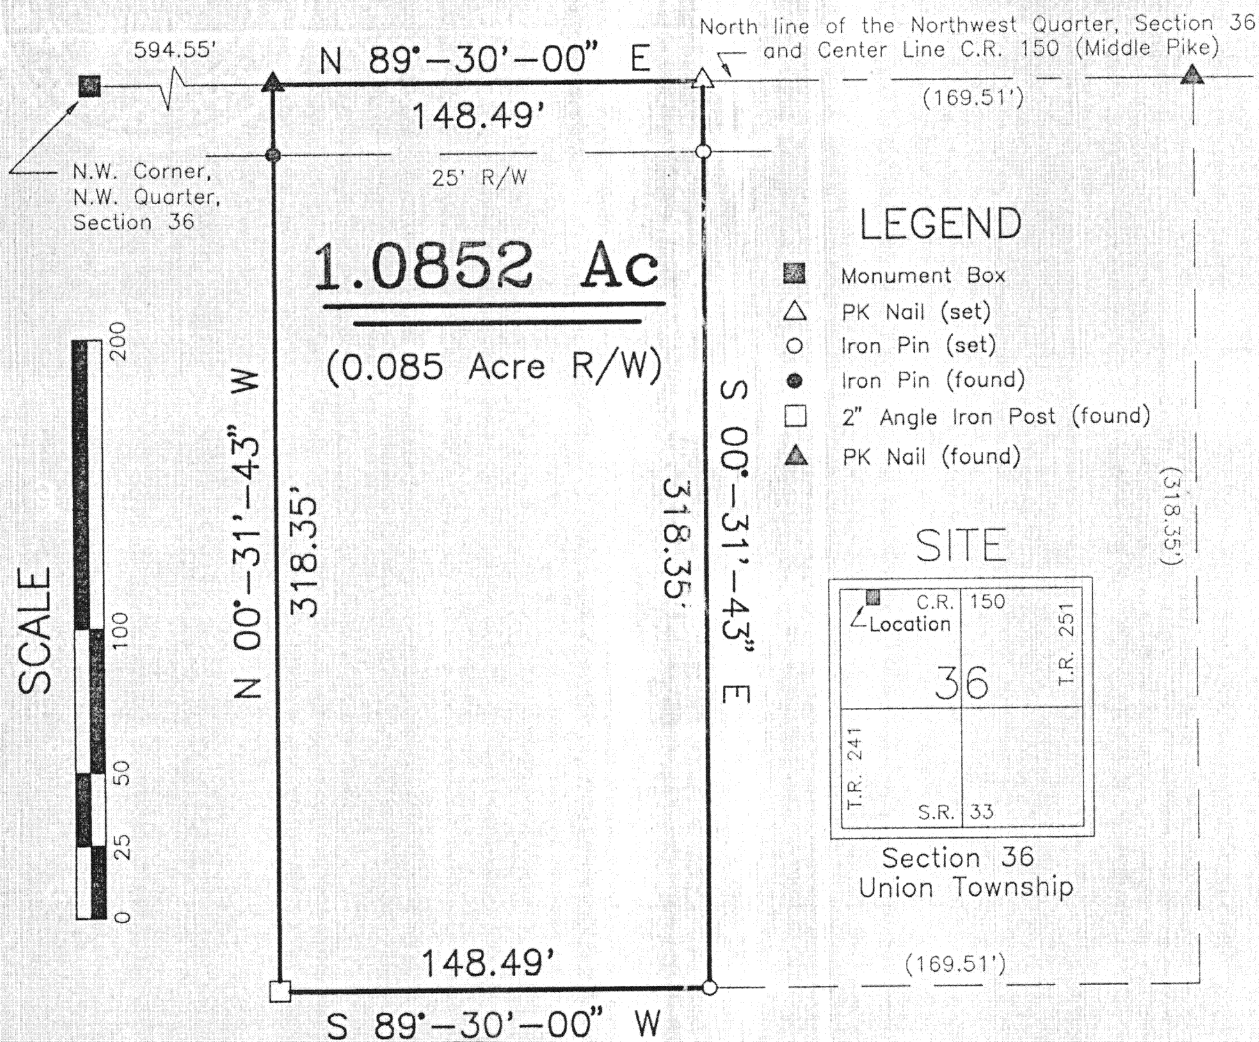 North line of the Northwest Quarter, Section 36
and Center Line C.R. 150 (Middle Pike)
594.55'
N 89°-30'-00" E
148.49'
(169.51')
N.W. Corner,
N.W. Quarter,
Section 36
25' R/W
1.0852 Ac
(0.085 Acre R/W)
LEGEND
Monument Box
PK Nail (set)
Iron Pin (set)
Iron Pin (found)
2" Angle Iron Post (found)
PK Nail (found)
SCALE
200
100
50
25
0
N 00°-31'-43" W
318.35'
318.35'
S 00°-31'-43" E
(318.35')
SITE
C.R. 150
Location
36
T.R. 251
T.R. 241
S.R. 33
Section 36
Union Township
148.49'
S 89°-30'-00" W
(169.51')